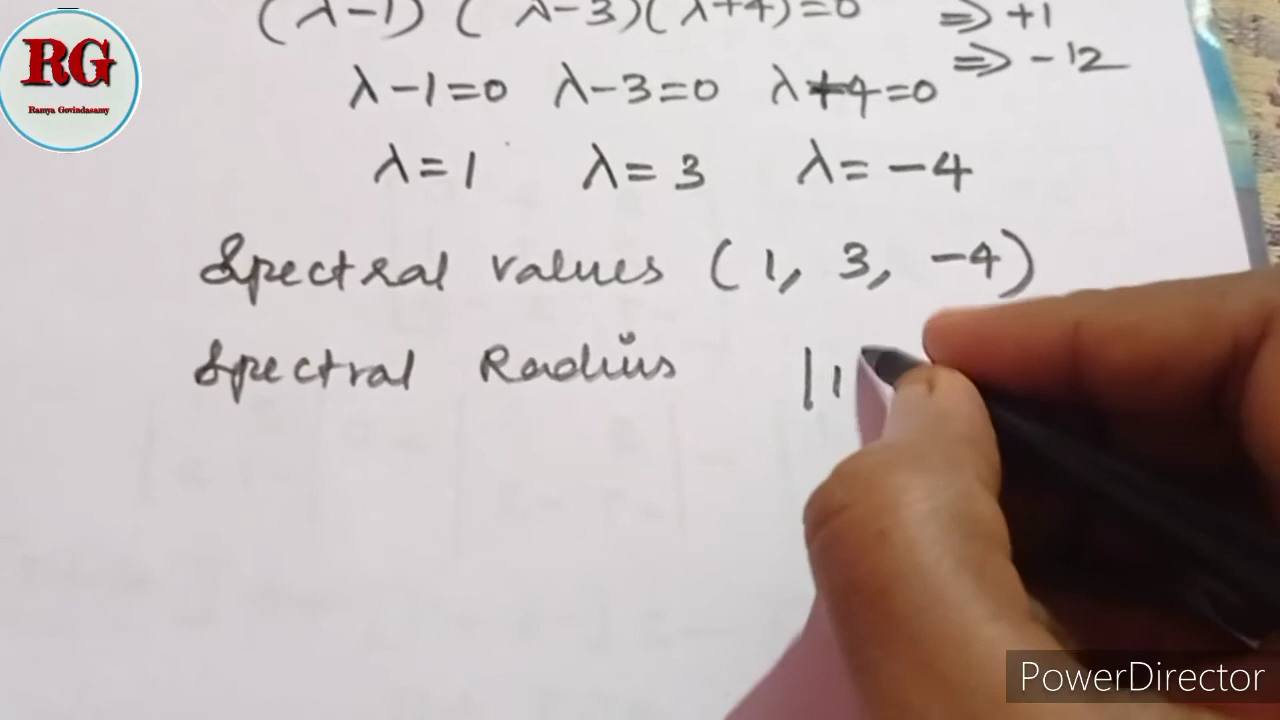 (λ-1) (λ-3)(λ+4)=0 ⇒ +1
⇒ -12
λ-1=0 λ-3=0 λ+4=0
λ=1 λ=3 λ=-4
Spectral values (1, 3, -4)
Spectral Radius |1
RG
Ramya Govindasamy
PowerDirector